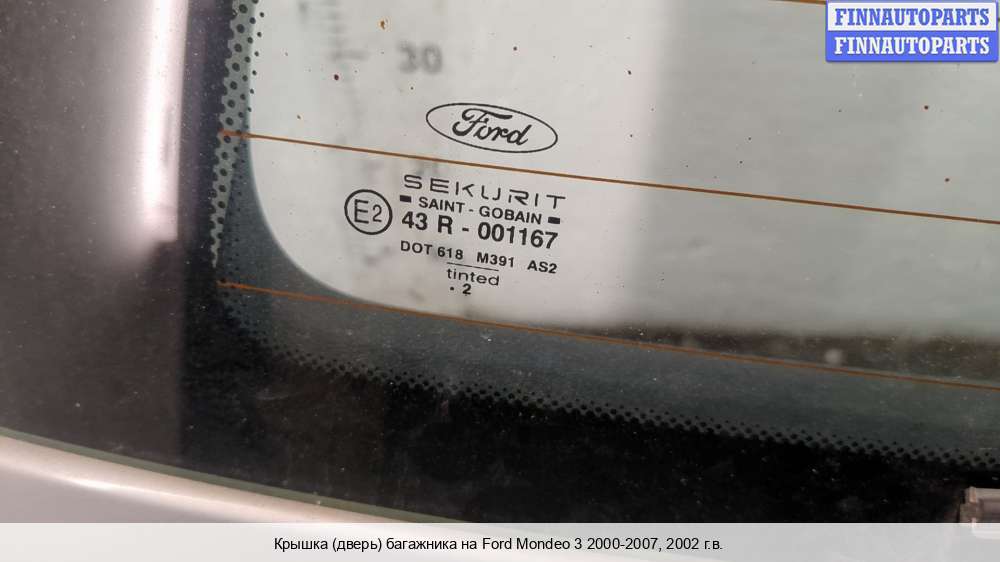 FINNAUTOPARTS
FINNAUTOPARTS
30
Ford
SEKURIT
SAINT - GOBAIN
E2
43 R - 001167
DOT 618 M391 AS2
tinted
. 2
Крышка (дверь) багажника на Ford Mondeo 3 2000-2007, 2002 г.в.